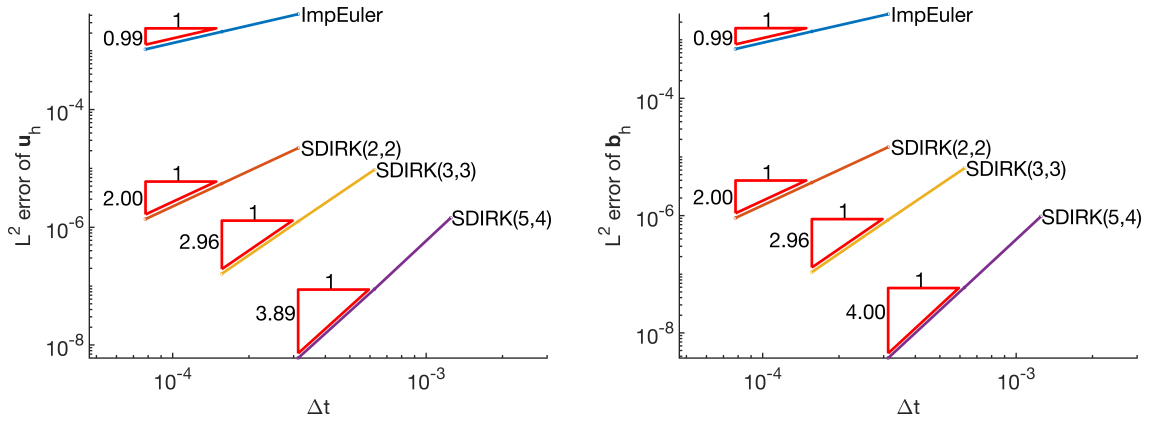 1
ImpEuler
0.99
10^-4
1
SDIRK(2,2)
SDIRK(3,3)
2.00
1
SDIRK(5,4)
10^-6
2.96
1
3.89
10^-8
10^-4
10^-3
Δt
L^2 error of u_h
1
ImpEuler
0.99
10^-4
1
SDIRK(2,2)
SDIRK(3,3)
2.00
1
SDIRK(5,4)
10^-6
2.96
1
4.00
10^-8
10^-4
10^-3
Δt
L^2 error of b_h